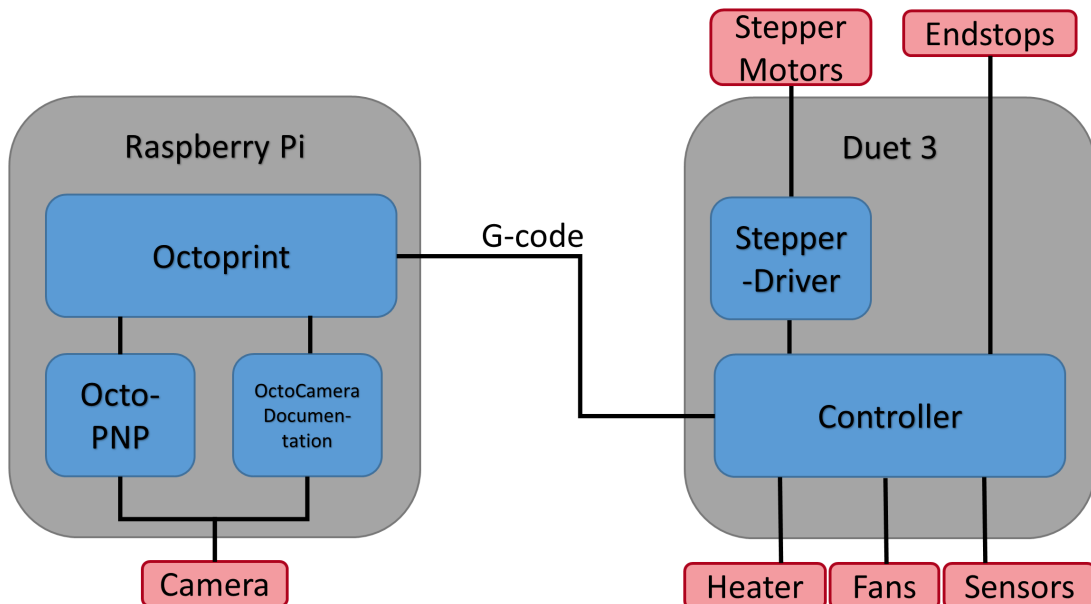 Stepper
Motors
Endstops
Raspberry Pi
Duet 3
Octoprint
G-code
Stepper
-Driver
Octo-
PNP
OctoCamera
Documen-
tation
Controller
Camera
Heater
Fans
Sensors